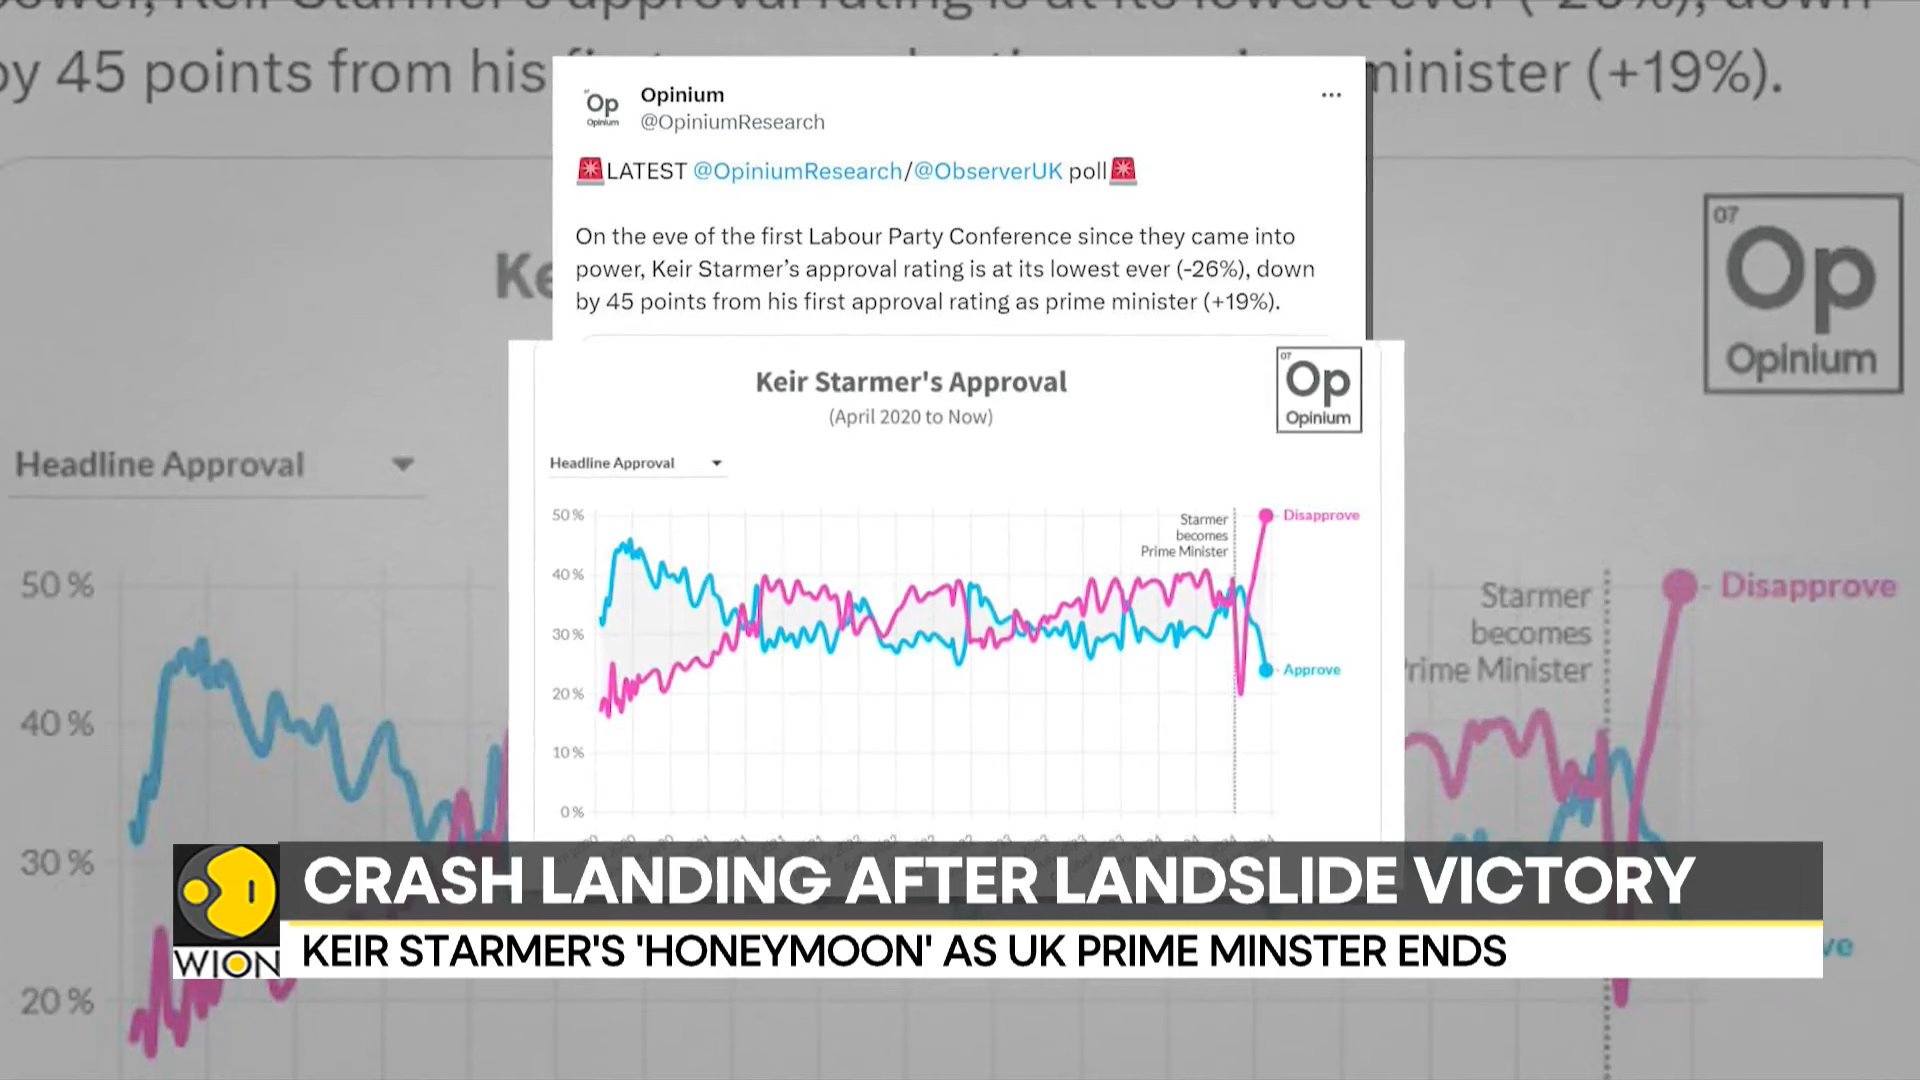 by 45 points from his
minister (+19%).
Op
Opinium
Opinium
@OpiniumResearch
...
LATEST @OpiniumResearch/@ObserverUK poll
On the eve of the first Labour Party Conference since they came into
power, Keir Starmer’s approval rating is at its lowest ever (-26%), down
by 45 points from his first approval rating as prime minister (+19%).
07
Op
Opinium
Ke
Keir Starmer's Approval
(April 2020 to Now)
07
Op
Opinium
Headline Approval
Headline Approval
50%
40%
30%
20%
10%
0%
Starmer
becomes
Prime Minister
Disapprove
Approve
50%
40%
30%
20%
Starmer
becomes
Prime Minister
Disapprove
ve
CRASH LANDING AFTER LANDSLIDE VICTORY
WION
KEIR STARMER'S 'HONEYMOON' AS UK PRIME MINSTER ENDS